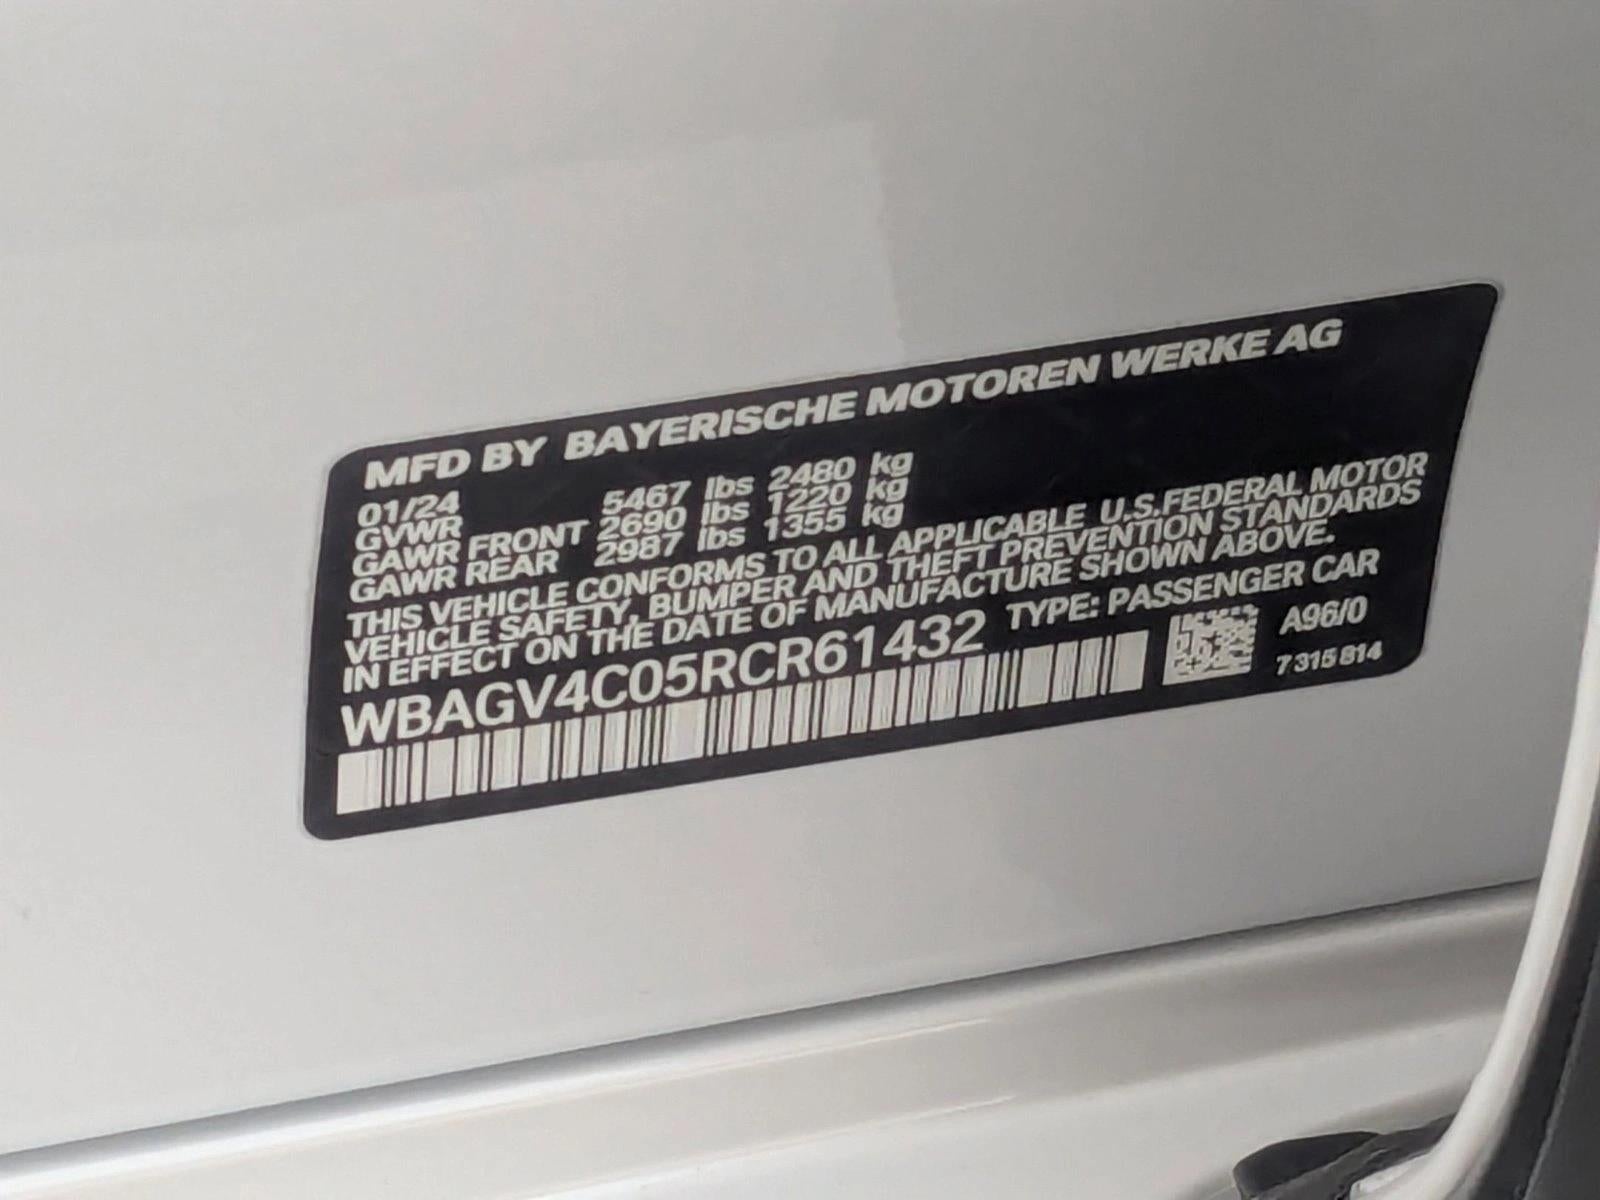 MFD BY BAYERISCHE MOTOREN WERKE AG
01/24
GVWR 5467 lbs 2480 kg
GAWR FRONT 2690 lbs 1220 kg
GAWR REAR 2987 lbs 1355 kg
THIS VEHICLE CONFORMS TO ALL APPLICABLE U.S.FEDERAL MOTOR
VEHICLE SAFETY, BUMPER AND THEFT PREVENTION STANDARDS
IN EFFECT ON THE DATE OF MANUFACTURE SHOWN ABOVE.
WBAGV4C05RCR61432 TYPE: PASSENGER CAR
A96/0
7 315 814